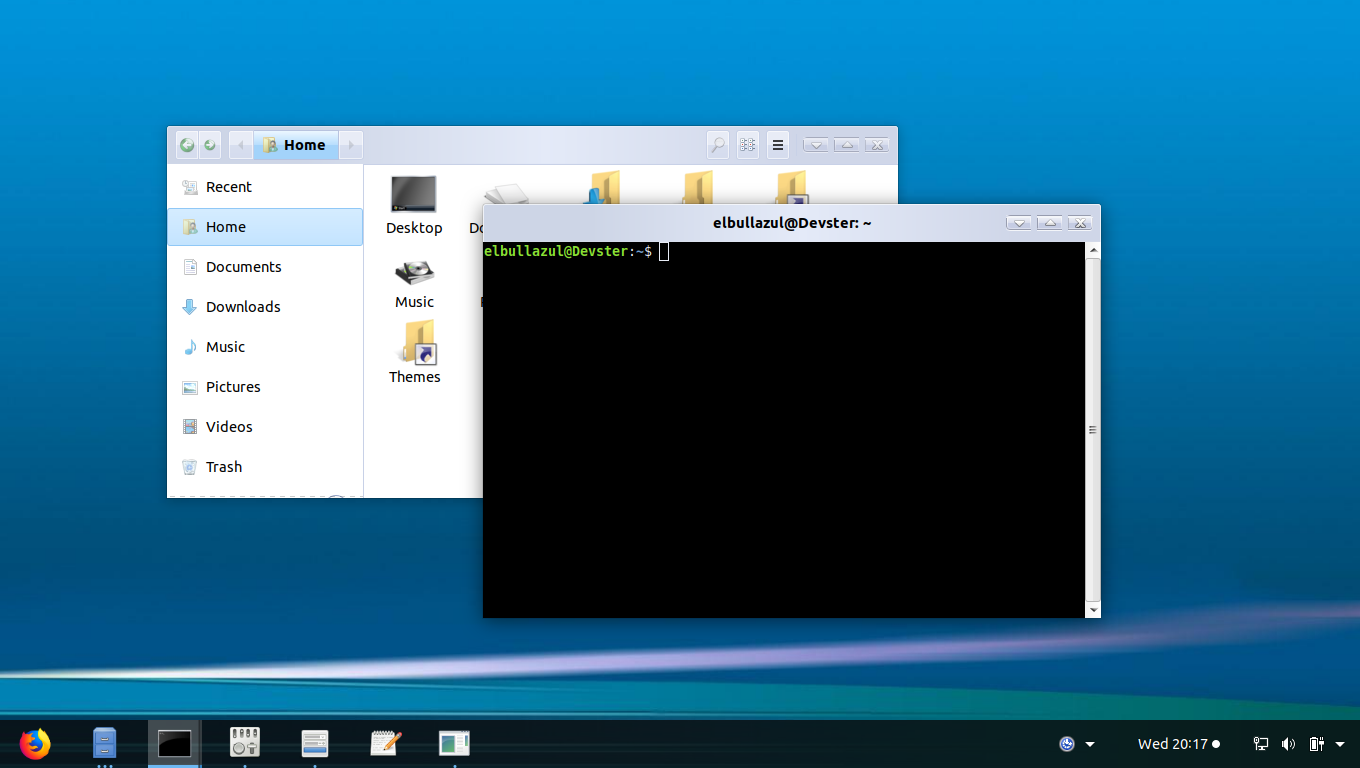 Home
Recent
Home
Documents
Downloads
Music
Pictures
Videos
Trash
Desktop
Music
Themes
elbullazul@Devster: ~
elbullazul@Devster:~$
Wed 20:17